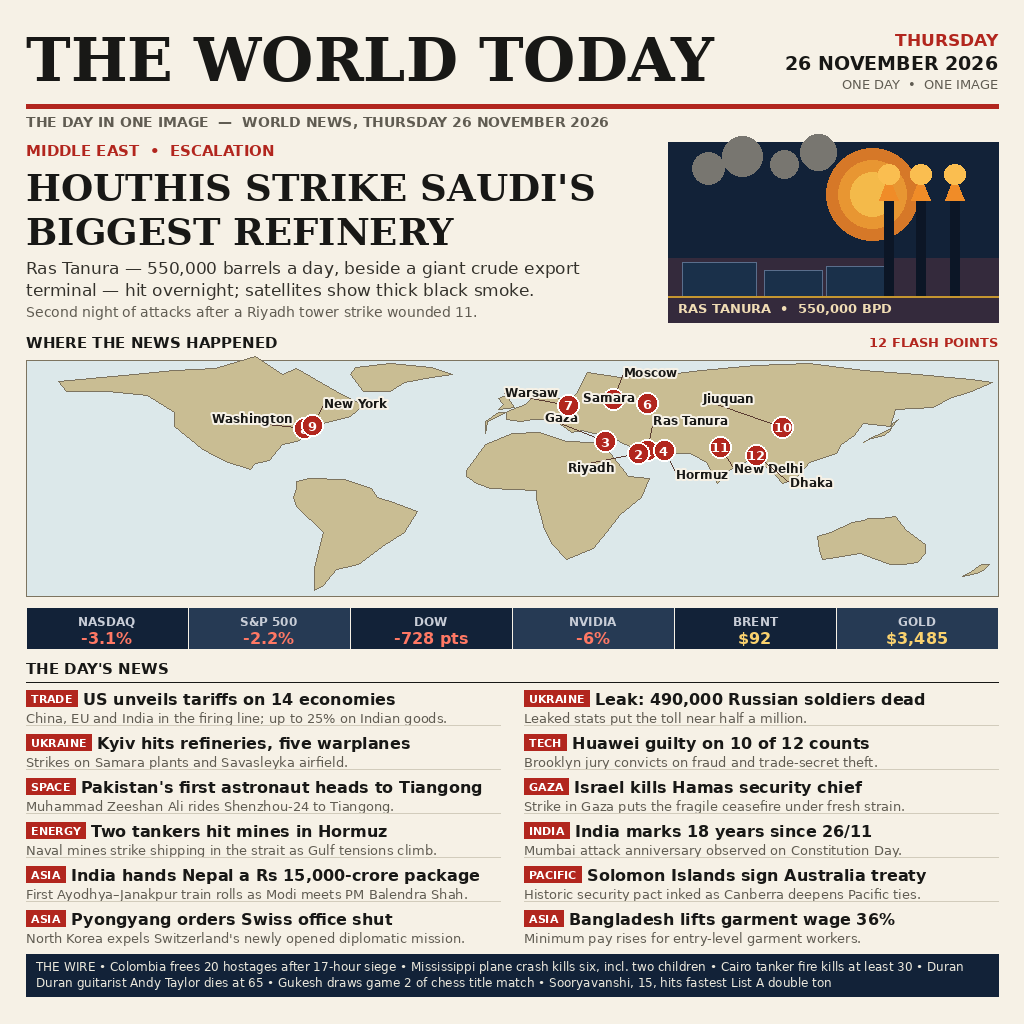 THE WORLD TODAY
THURSDAY
26 NOVEMBER 2026
ONE DAY • ONE IMAGE
THE DAY IN ONE IMAGE — WORLD NEWS, THURSDAY 26 NOVEMBER 2026
MIDDLE EAST • ESCALATION
HOUTHIS STRIKE SAUDI'S
BIGGEST REFINERY
Ras Tanura — 550,000 barrels a day, beside a giant crude export
terminal — hit overnight; satellites show thick black smoke.
Second night of attacks after a Riyadh tower strike wounded 11.
RAS TANURA • 550,000 BPD
WHERE THE NEWS HAPPENED
12 FLASH POINTS
Moscow
Warsaw
7
Samara
6
Jiuquan
New York
Washington
9
Gaza
Ras Tanura
10
3
2
4
11
12
Riyadh
Hormuz
New Delhi
Dhaka
NASDAQ
-3.1%
S&P 500
-2.2%
DOW
-728 pts
NVIDIA
-6%
BRENT
$92
GOLD
$3,485
THE DAY'S NEWS
TRADE US unveils tariffs on 14 economies
China, EU and India in the firing line; up to 25% on Indian goods.
UKRAINE Kyiv hits refineries, five warplanes
Strikes on Samara plants and Savasleyka airfield.
SPACE Pakistan's first astronaut heads to Tiangong
Muhammad Zeeshan Ali rides Shenzhou-24 to Tiangong.
ENERGY Two tankers hit mines in Hormuz
Naval mines strike shipping in the strait as Gulf tensions climb.
ASIA India hands Nepal a Rs 15,000-crore package
First Ayodhya–Janakpur train rolls as Modi meets PM Balendra Shah.
ASIA Pyongyang orders Swiss office shut
North Korea expels Switzerland's newly opened diplomatic mission.
UKRAINE Leak: 490,000 Russian soldiers dead
Leaked stats put the toll near half a million.
TECH Huawei guilty on 10 of 12 counts
Brooklyn jury convicts on fraud and trade-secret theft.
GAZA Israel kills Hamas security chief
Strike in Gaza puts the fragile ceasefire under fresh strain.
INDIA India marks 18 years since 26/11
Mumbai attack anniversary observed on Constitution Day.
PACIFIC Solomon Islands sign Australia treaty
Historic security pact inked as Canberra deepens Pacific ties.
ASIA Bangladesh lifts garment wage 36%
Minimum pay rises for entry-level garment workers.
THE WIRE • Colombia frees 20 hostages after 17-hour siege • Mississippi plane crash kills six, incl. two children • Cairo tanker fire kills at least 30 • Duran
Duran guitarist Andy Taylor dies at 65 • Gukesh draws game 2 of chess title match • Sooryavanshi, 15, hits fastest List A double ton